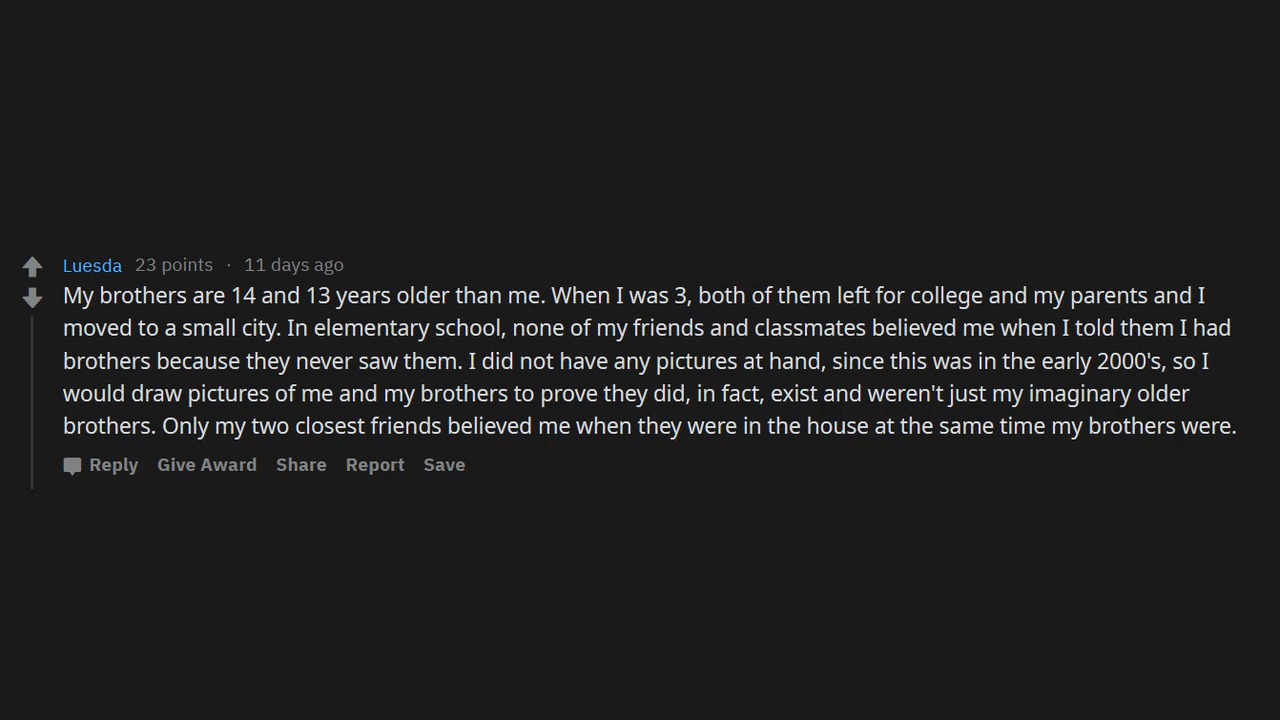 Luesda 23 points · 11 days ago
My brothers are 14 and 13 years older than me. When I was 3, both of them left for college and my parents and I
moved to a small city. In elementary school, none of my friends and classmates believed me when I told them I had
brothers because they never saw them. I did not have any pictures at hand, since this was in the early 2000's, so I
would draw pictures of me and my brothers to prove they did, in fact, exist and weren't just my imaginary older
brothers. Only my two closest friends believed me when they were in the house at the same time my brothers were.
Reply Give Award Share Report Save